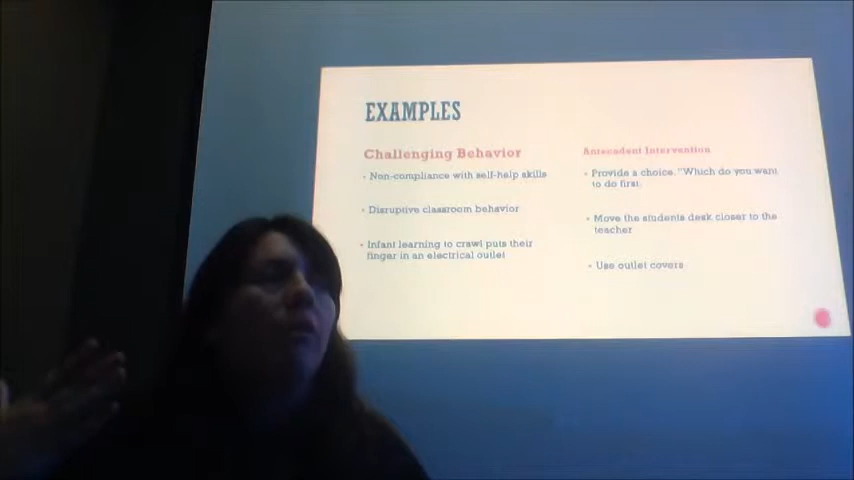 EXAMPLES
Challenging Behavior
• Non-compliance with self-help skills
• Disruptive classroom behavior
• Infant learning to crawl puts their
finger in an electrical outlet
Antecedent Intervention
• Provide a choice. "Which do you want
to do first.
• Move the students desk closer to the
teacher
• Use outlet covers